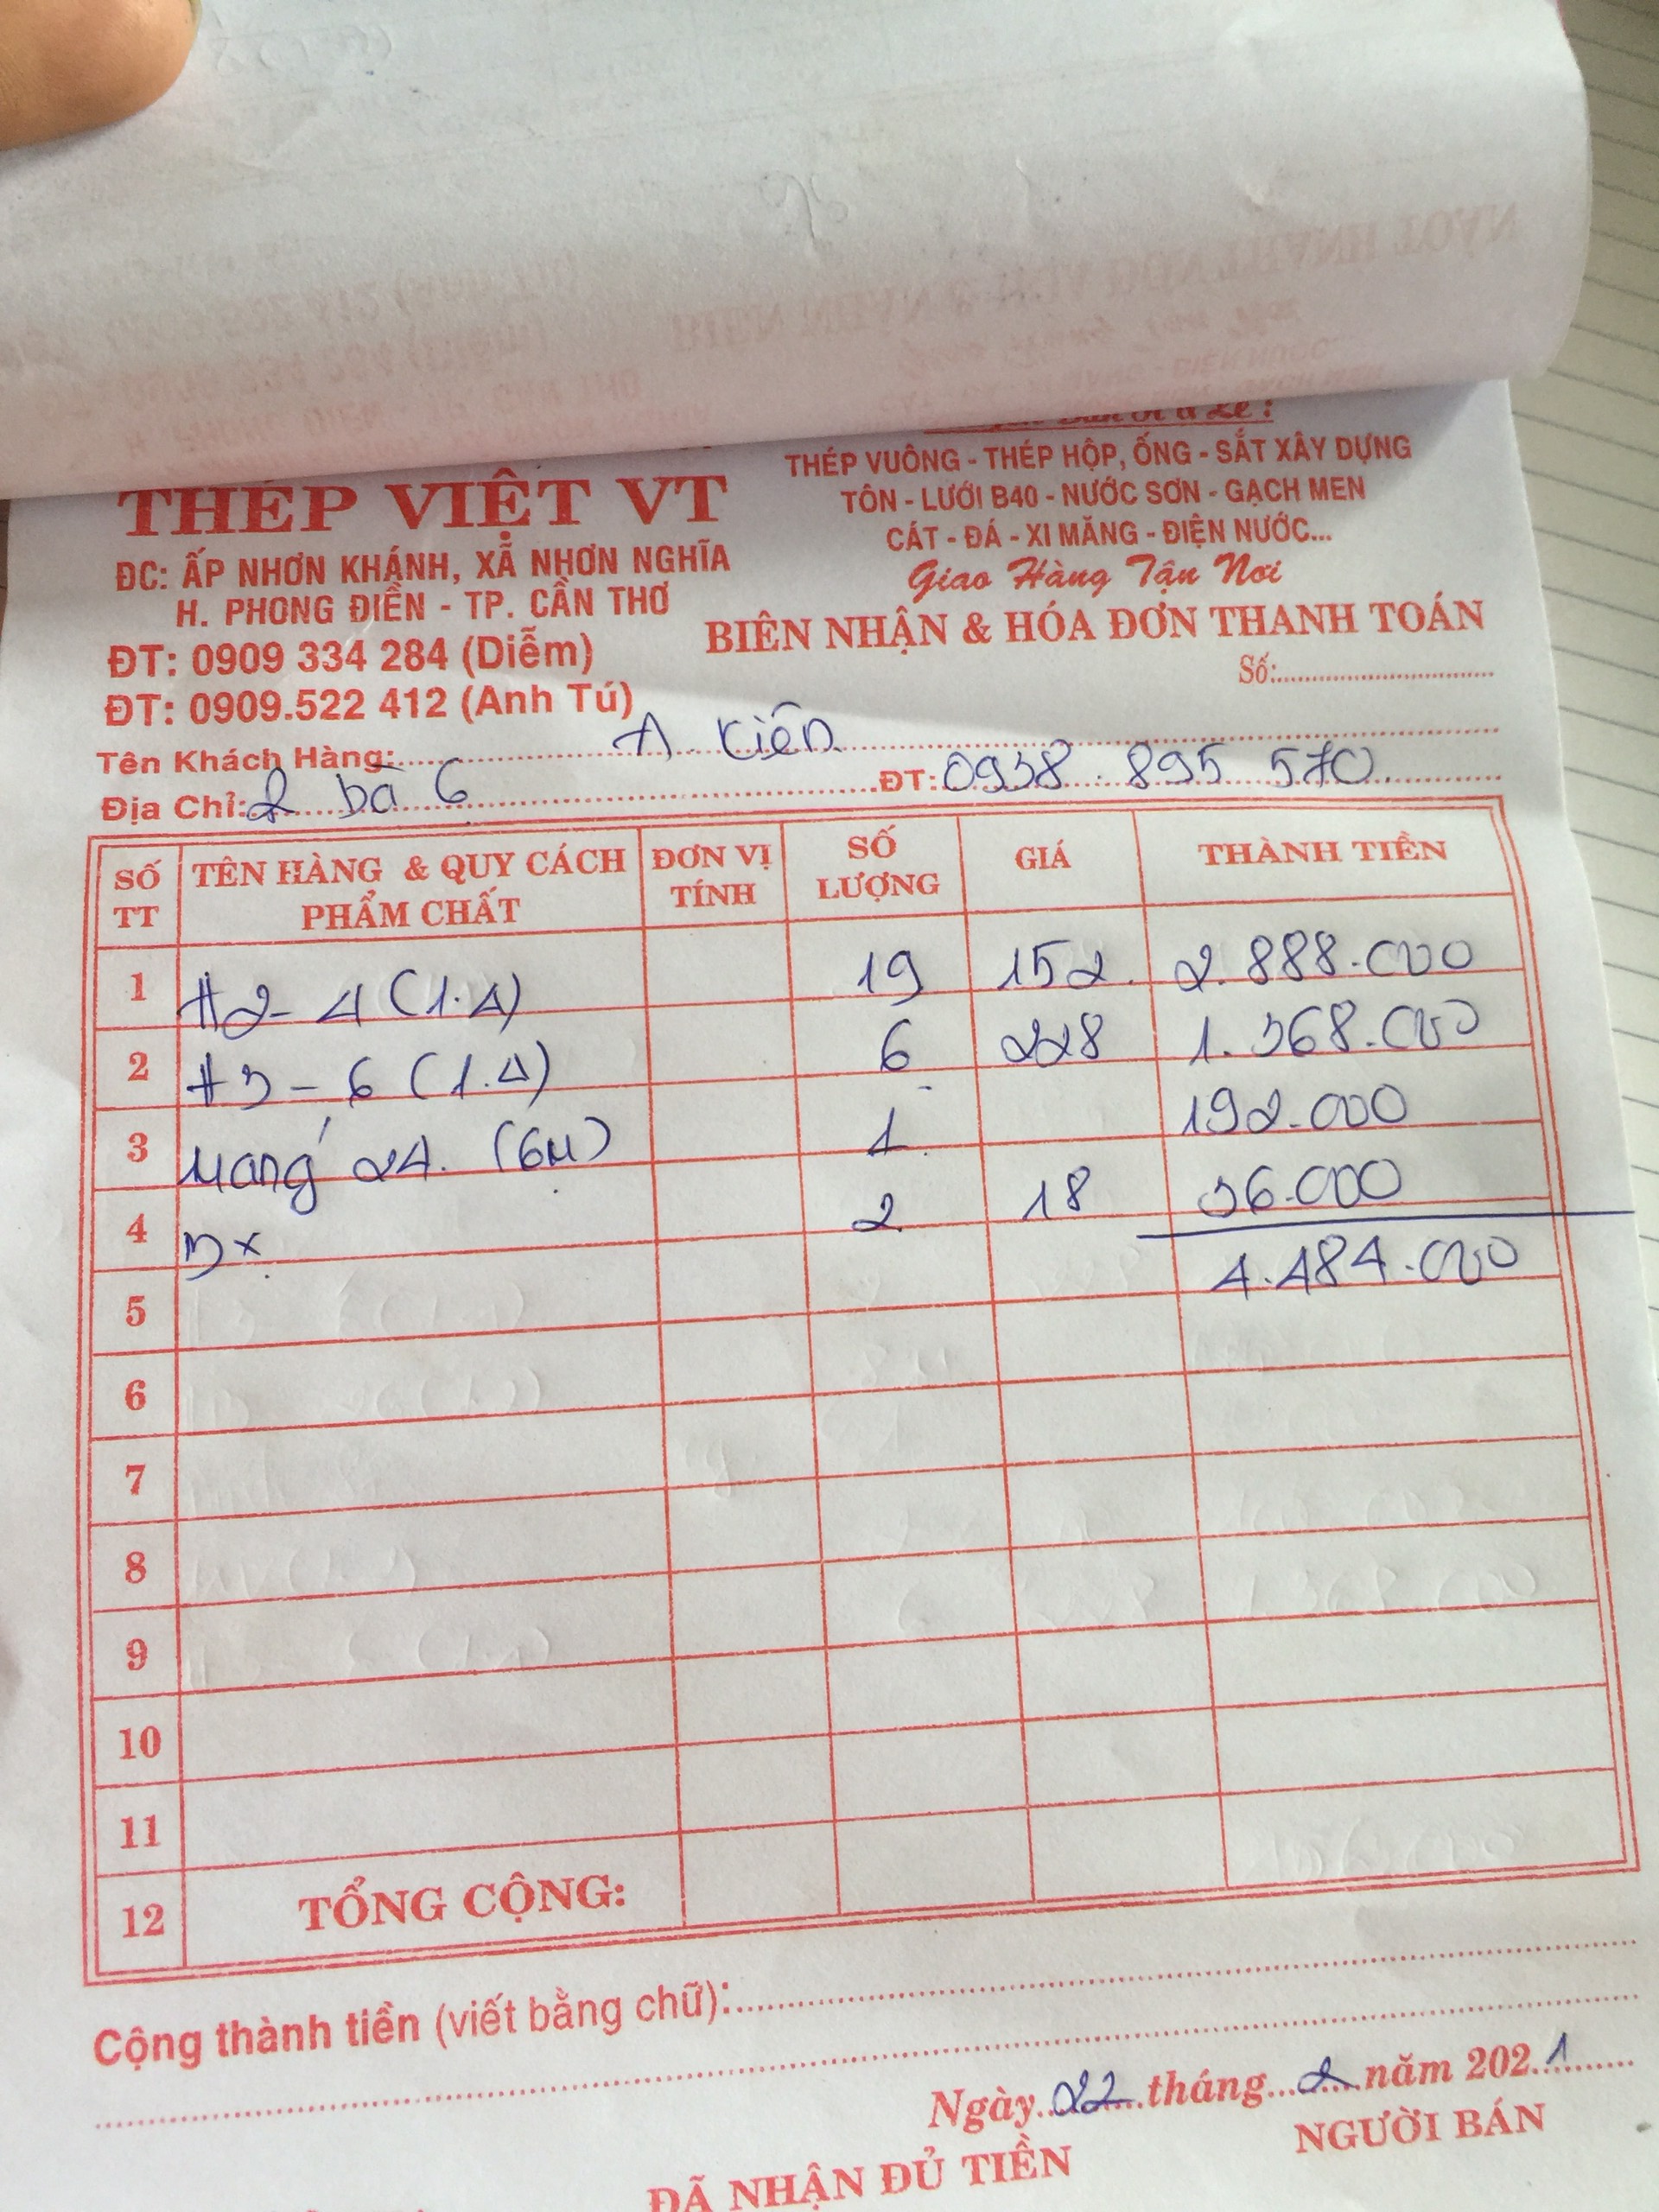 THÉP VIỆT VT
ĐC: ẤP NHƠN KHÁNH, XÃ NHƠN NGHĨA
H. PHONG ĐIỀN - TP. CẦN THƠ
ĐT: 0909 334 284 (Diễm)
ĐT: 0909.522 412 (Anh Tú)
THÉP VUÔNG - THÉP HỘP, ỐNG - SẮT XÂY DỰNG
TÔN - LƯỚI B40 - NƯỚC SƠN - GẠCH MEN
CÁT - ĐÁ - XI MĂNG - ĐIỆN NƯỚC...
Giao Hàng Tận Nơi
BIÊN NHẬN & HÓA ĐƠN THANH TOÁN
Số:
Tên Khách Hàng: A. Kiên
Địa Chỉ: 2 bà 6 ĐT: 0938.895 570.
SỐ TT TÊN HÀNG & QUY CÁCH PHẨM CHẤT ĐƠN VỊ TÍNH SỐ LƯỢNG GIÁ THÀNH TIỀN
1 #2-4 (1.4) 19 152. 2.888.000
2 #3-6 (1.4) 6 228 1.368.000
3 Máng 24. (6M) 1 192.000
4 2 18 36.000
5 4.484.000
6
7
8
9
10
11
12 TỔNG CỘNG:
Cộng thành tiền (viết bằng chữ):
Ngày 22 tháng 2 năm 2021
ĐÃ NHẬN ĐỦ TIỀN NGƯỜI BÁN